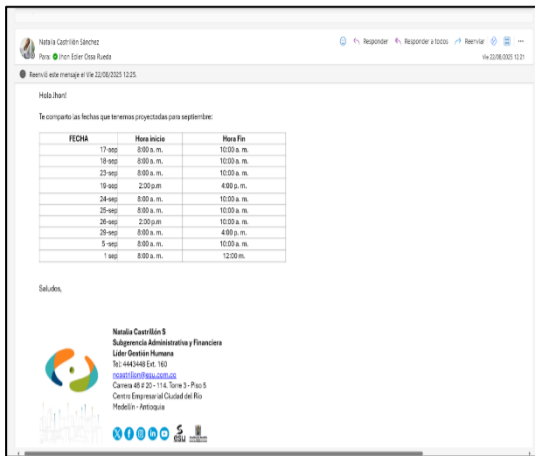 Natalia Castrillón Sánchez
Responder
Responder a todos
Reenviar
Para: Jhon Edier Ossa Rueda
Vie 22/08/2025 12:21
Reenvió este mensaje el Vie 22/08/2025 12:25.
Hola Jhan!
Te comparto las fechas que tenemos proyectadas para septiembre:
FECHA Hora inicio Hora Fin
17-sep 8:00 a. m. 10:00 a. m.
18-sep 8:00 a. m. 10:00 a. m.
23-sep 8:00 a. m. 10:00 a. m.
19-sep 2:00 p.m 4:00 p. m.
24-sep 8:00 a. m. 10:00 a. m.
25-sep 8:00 a. m. 10:00 a. m.
26-sep 2:00 p.m 10:00 a. m.
29-sep 8:00 a. m. 4:00 p. m.
5 -sep 8:00 a. m. 10:00 a. m.
1 sep 8:00 a. m. 12:00 m.
Saludos,
Natalia Castrillón S
Subgerencia Administrativa y Financiera
Líder Gestión Humana
Tel: 4443448 Ext. 160
ncastrillon@esu.com.co
Carrera 48 # 20 - 114. Torre 3 - Piso 5
Centro Empresarial Ciudad del Río
Medellín - Antioquia
esu